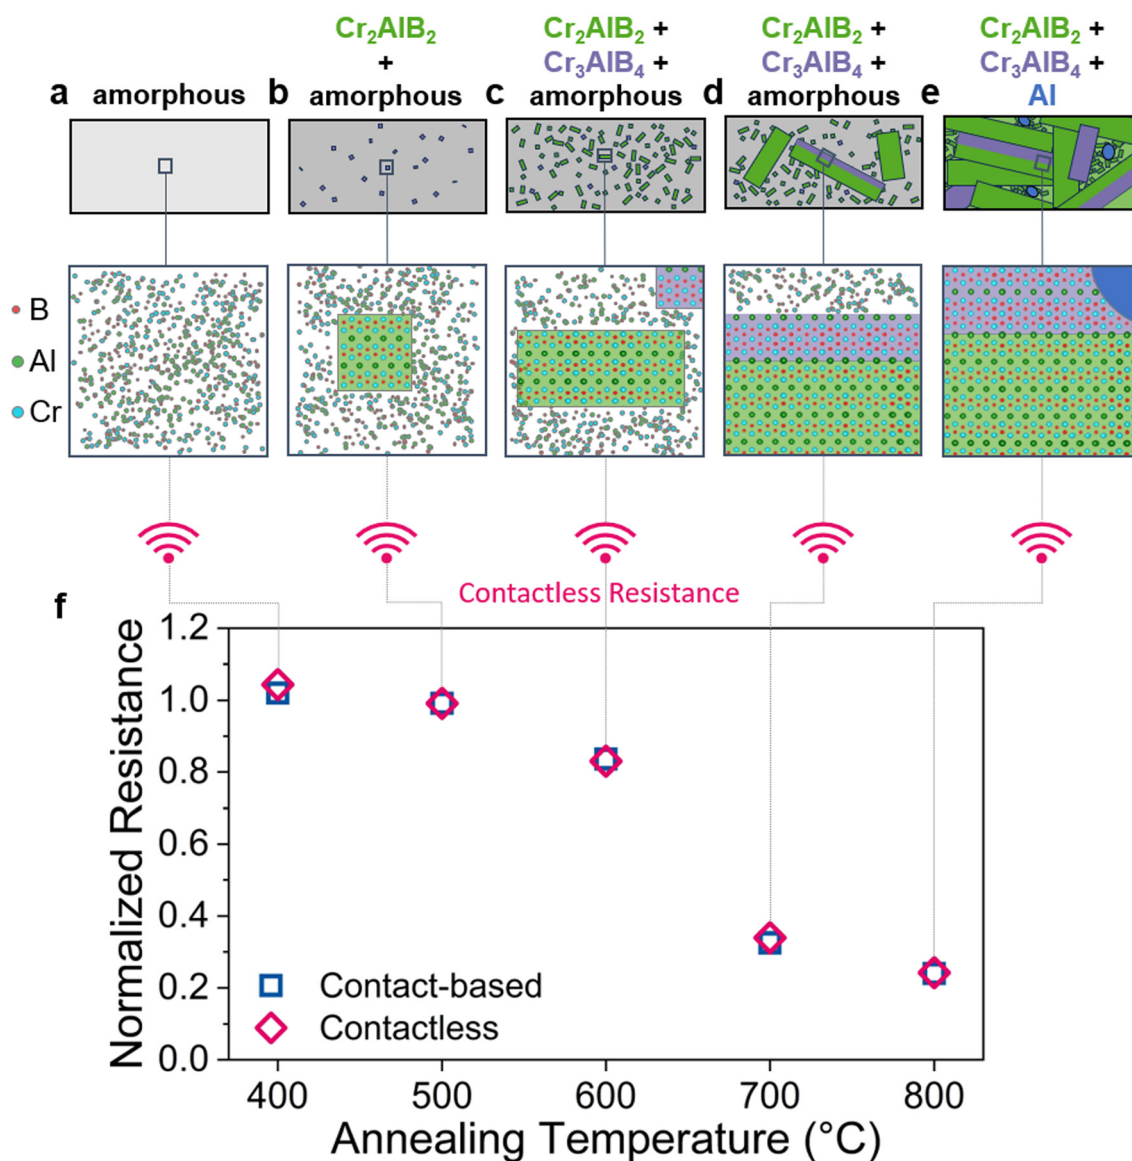 a amorphous
b Cr₂AlB₂
+
amorphous
c Cr₂AlB₂ +
Cr₃AlB₄ +
amorphous
d Cr₂AlB₂ +
Cr₃AlB₄ +
amorphous
e Cr₂AlB₂ +
Cr₃AlB₄ +
Al
B
Al
Cr
Contactless Resistance
f
Normalized Resistance
1.2
1.0
0.8
0.6
0.4
0.2
0.0
Contact-based
Contactless
400 500 600 700 800
Annealing Temperature (°C)